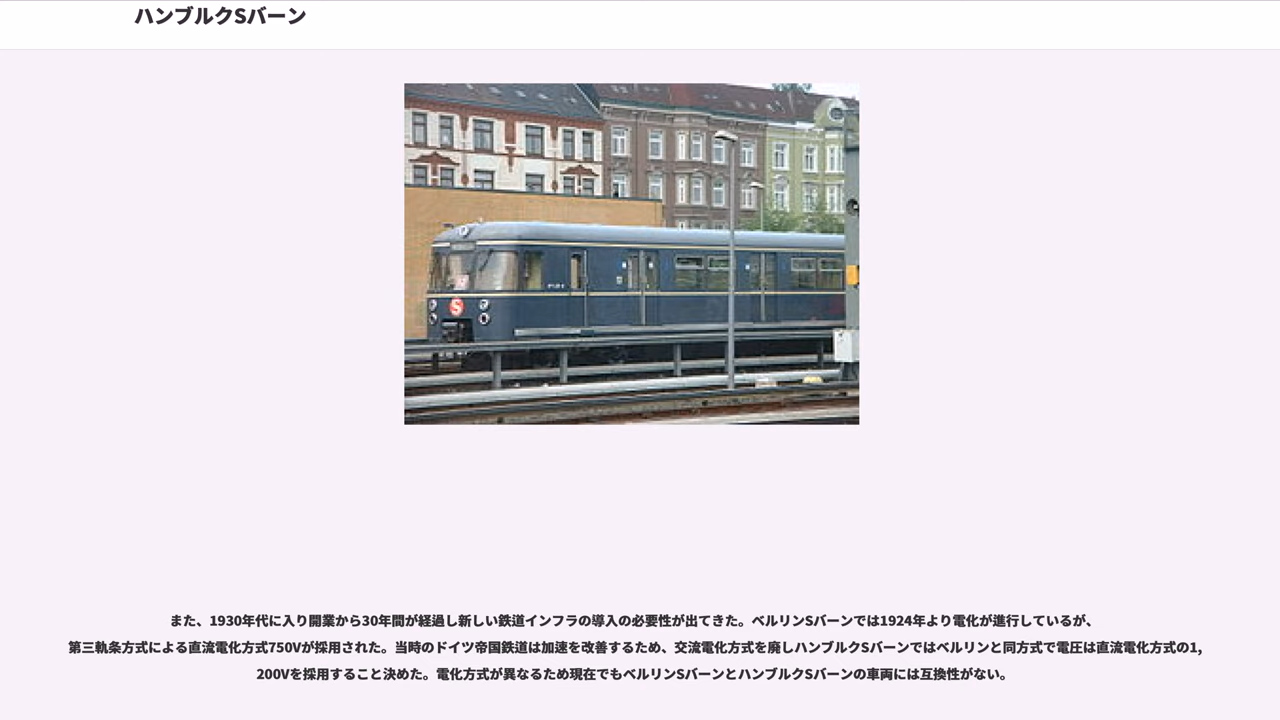 ハンブルクSバーン
S
また、1930年代に入り開業から30年間が経過し新しい鉄道インフラの導入の必要性が出てきた。ベルリンSバーンでは1924年より電化が進行しているが、
第三軌条方式による直流電化方式750Vが採用された。当時のドイツ帝国鉄道は加速を改善するため、交流電化方式を廃しハンブルクSバーンではベルリンと同方式で電圧は直流電化方式の1,
200Vを採用すること決めた。電化方式が異なるため現在でもベルリンSバーンとハンブルクSバーンの車両には互換性がない。